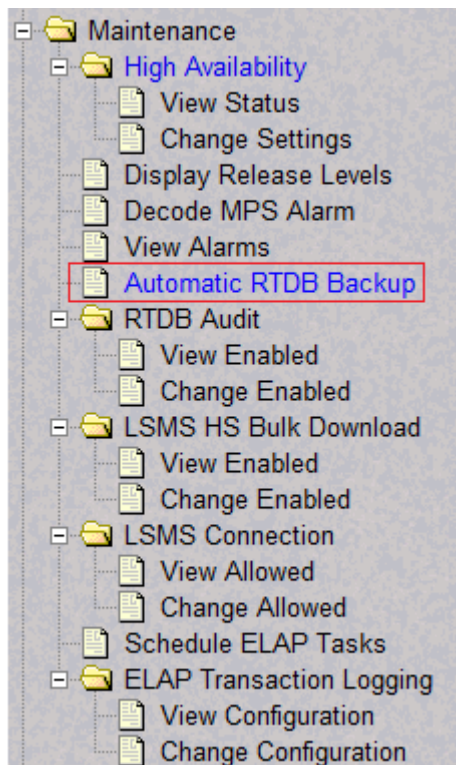 Maintenance
High Availability
View Status
Change Settings
Display Release Levels
Decode MPS Alarm
View Alarms
Automatic RTDB Backup
RTDB Audit
View Enabled
Change Enabled
LSMS HS Bulk Download
View Enabled
Change Enabled
LSMS Connection
View Allowed
Change Allowed
Schedule ELAP Tasks
ELAP Transaction Logging
View Configuration
Change Configuration